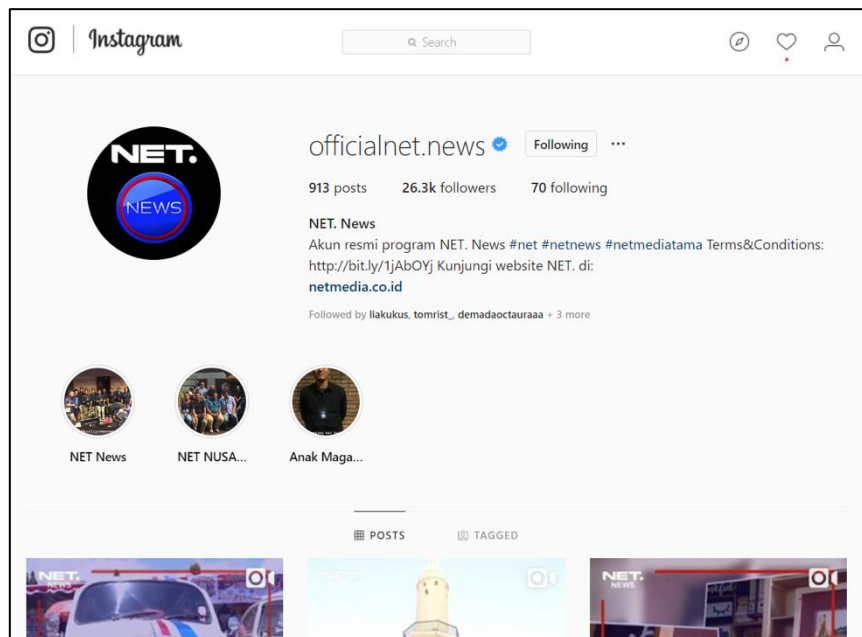 Instagram
Search
NET.
NEWS
officialnet.news Following
913 posts 26.3k followers 70 following
NET. News
Akun resmi program NET. News #net #netnews #netmediatama Terms&Conditions:
http://bit.ly/1jAbOYj Kunjungi website NET. di:
netmedia.co.id
Followed by liakukus, tomrist_, demadaoctauraaa + 3 more
NET News NET NUSA... Anak Maga...
POSTS TAGGED
NET.
NEWS
NET.
NEWS